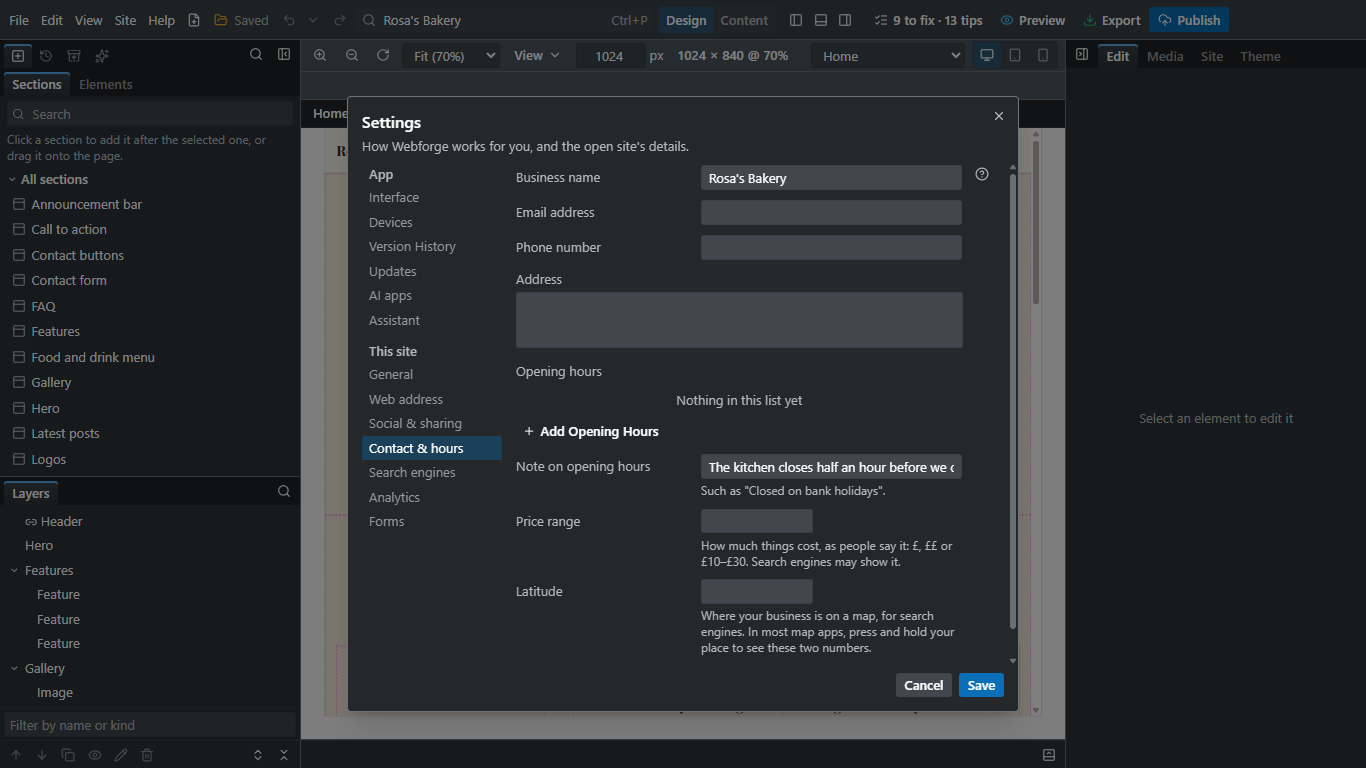 File Edit View Site Help Saved Rosa's Bakery Ctrl+P Design Content 9 to fix · 13 tips Preview Export Publish
Fit (70%) View 1024 px 1024 × 840 @ 70% Home Edit Media Site Theme
Sections Elements
Search
Click a section to add it after the selected one, or
drag it onto the page.
All sections
Announcement bar
Call to action
Contact buttons
Contact form
FAQ
Features
Food and drink menu
Gallery
Hero
Latest posts
Logos
Layers
Header
Hero
Features
Feature
Feature
Feature
Gallery
Image
Filter by name or kind
Home
Settings
How Webforge works for you, and the open site's details.
App
Interface
Devices
Version History
Updates
AI apps
Assistant
This site
General
Web address
Social & sharing
Contact & hours
Search engines
Analytics
Forms
Business name Rosa's Bakery
Email address
Phone number
Address
Opening hours
Nothing in this list yet
+ Add Opening Hours
Note on opening hours The kitchen closes half an hour before we
Such as "Closed on bank holidays".
Price range
How much things cost, as people say it: £, ££ or
£10–£30. Search engines may show it.
Latitude
Where your business is on a map, for search
engines. In most map apps, press and hold your
place to see these two numbers.
Cancel Save
Select an element to edit it